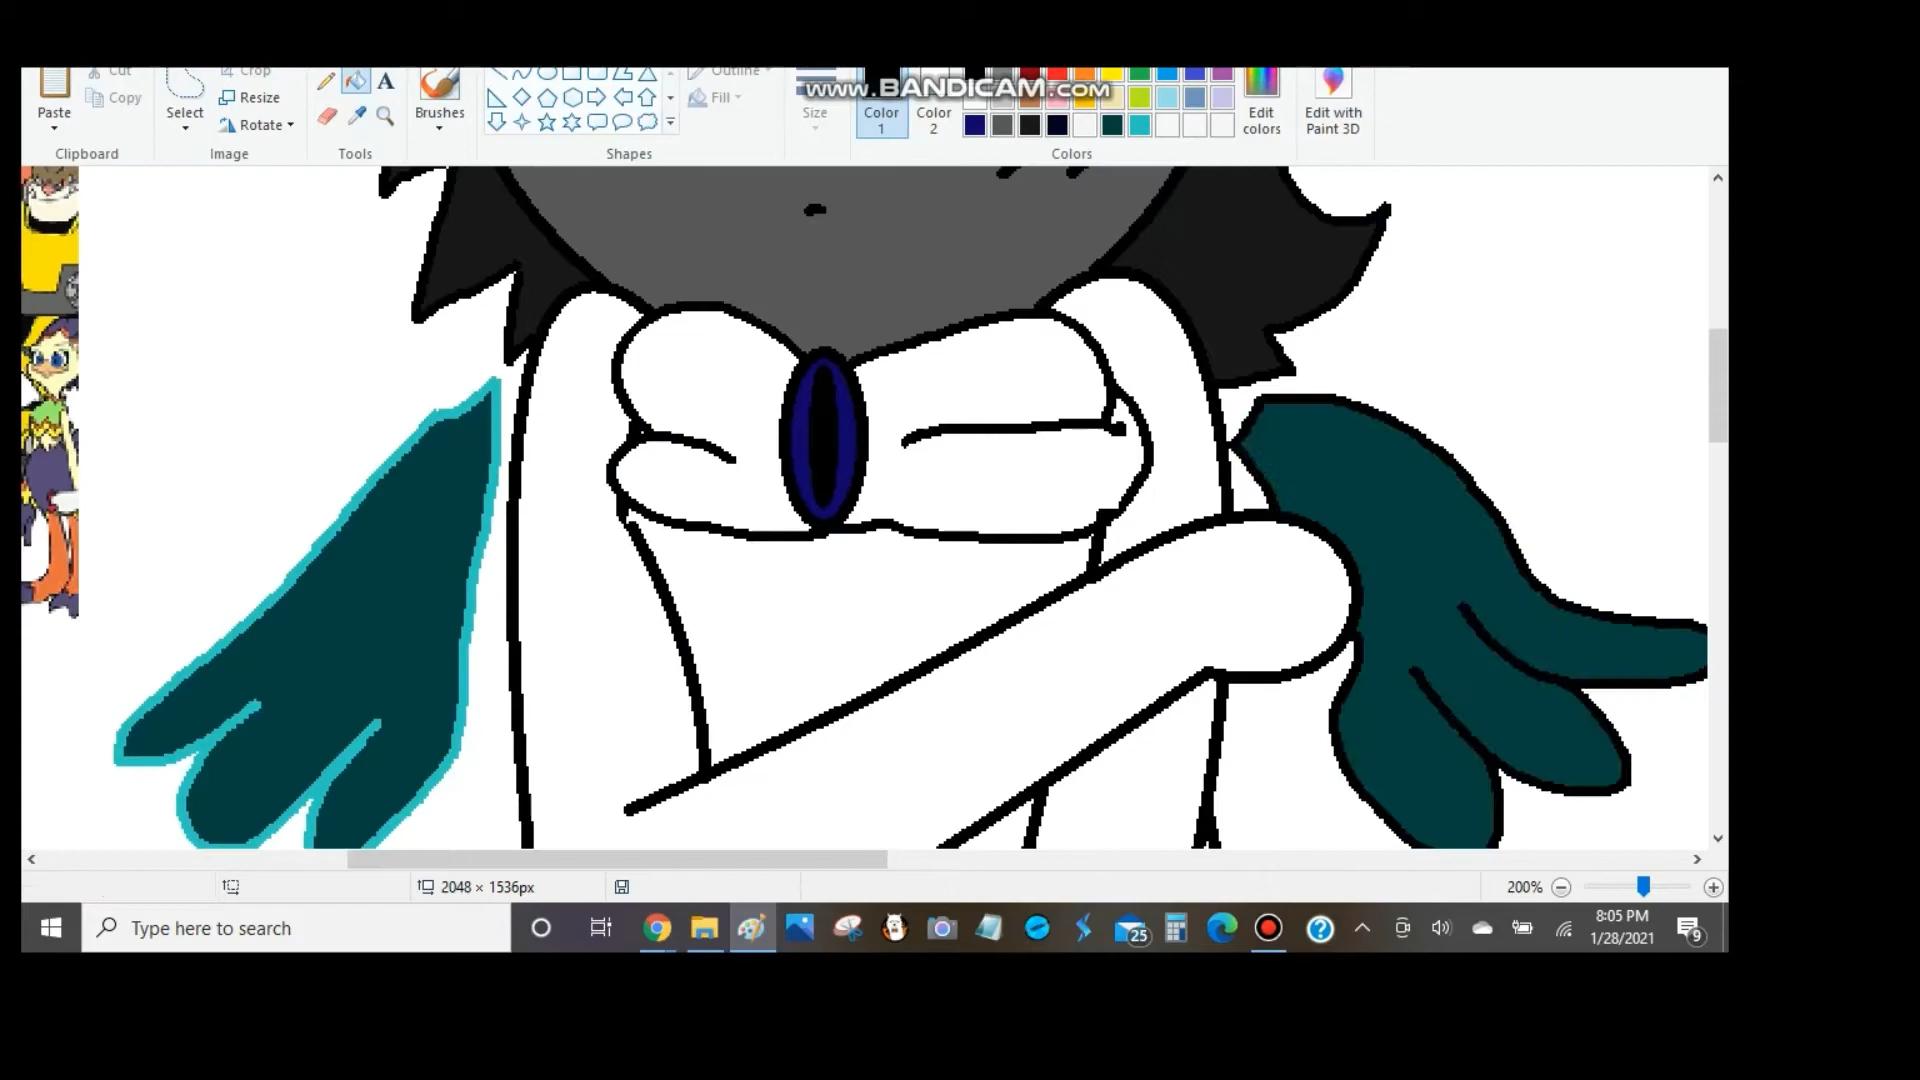 www.BANDICAM.com
Cut
Crop
Outline
Copy
Resize
Fill
Paste
Select
Rotate
A
Brushes
Size
Color
1
Color
2
Edit
colors
Edit with
Paint 3D
Clipboard
Image
Tools
Shapes
Colors
2048 × 1536px
200%
Type here to search
25
8:05 PM
1/28/2021
9